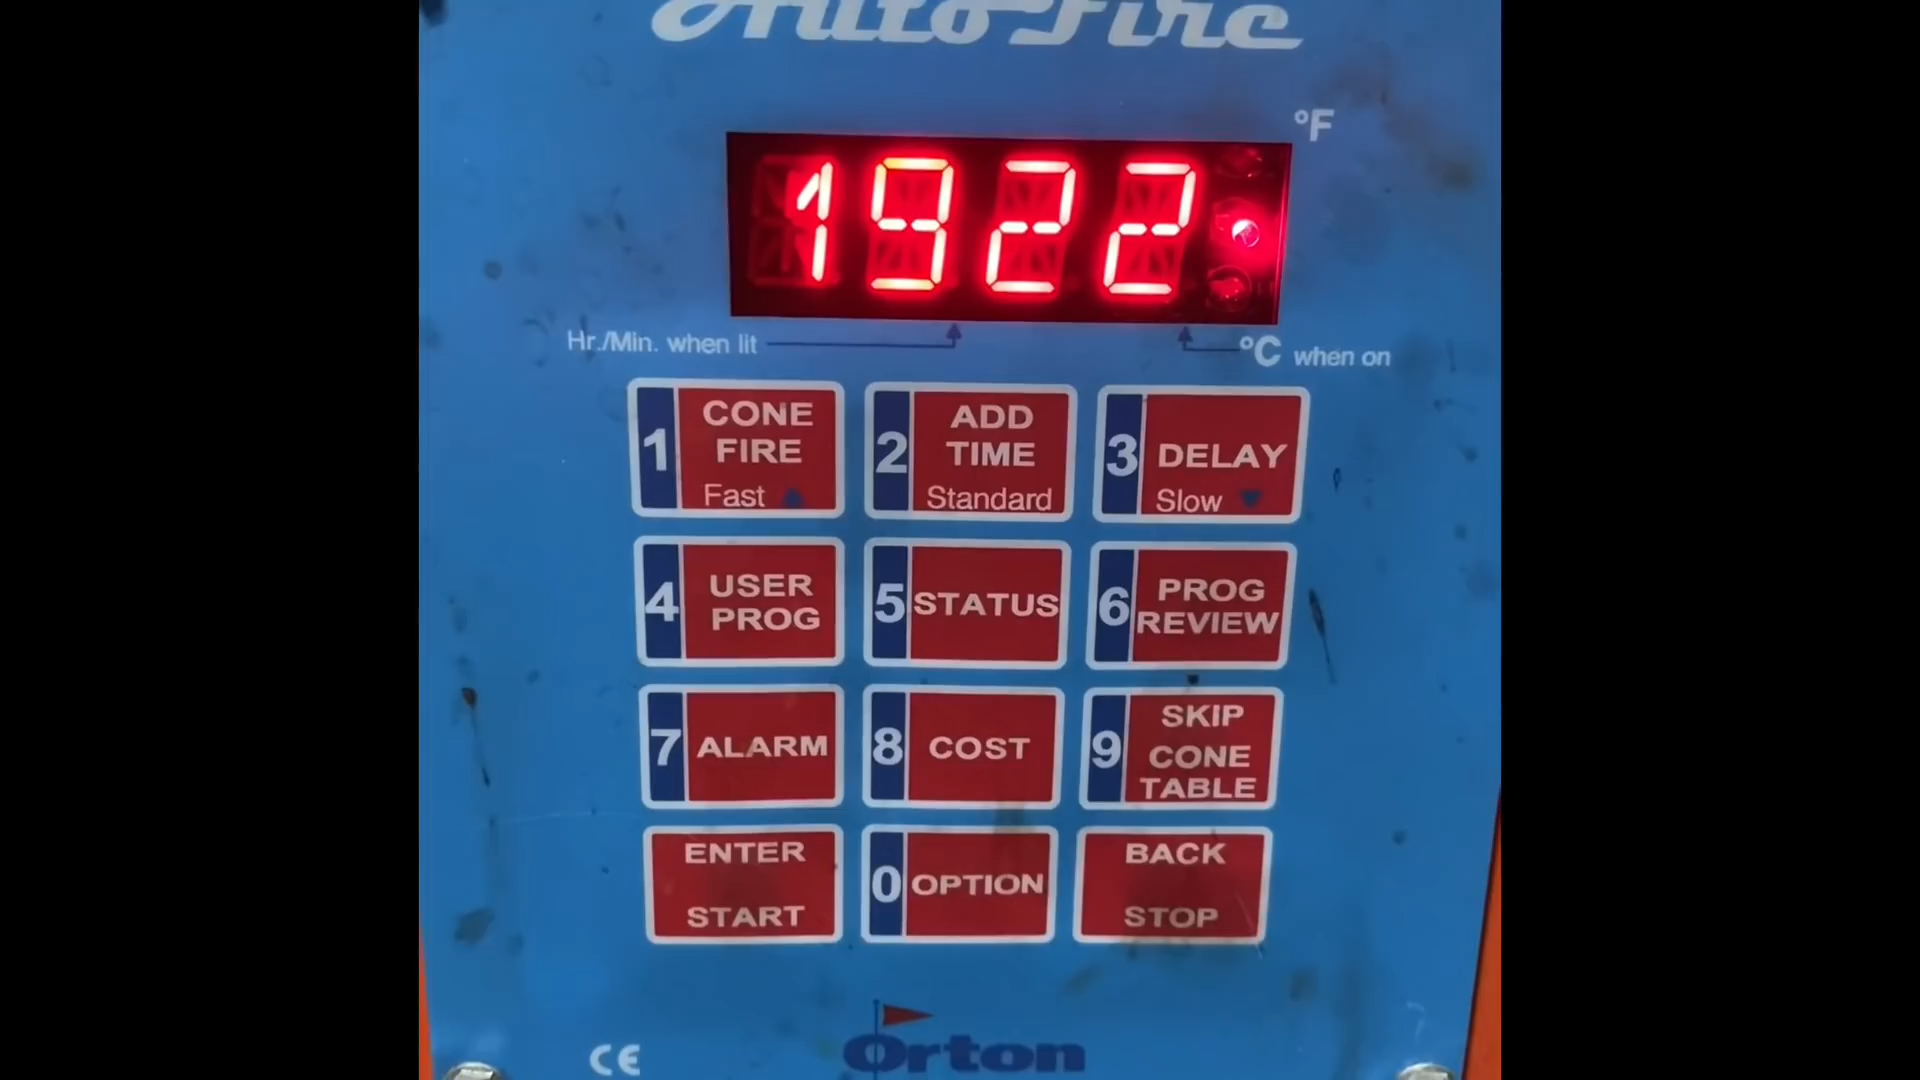 AutoFire
°F
1922
Hr./Min. when lit
°C when on
1 CONE FIRE Fast
2 ADD TIME Standard
3 DELAY Slow
4 USER PROG
5 STATUS
6 PROG REVIEW
7 ALARM
8 COST
9 SKIP CONE TABLE
ENTER START
0 OPTION
BACK STOP
CE
Orton